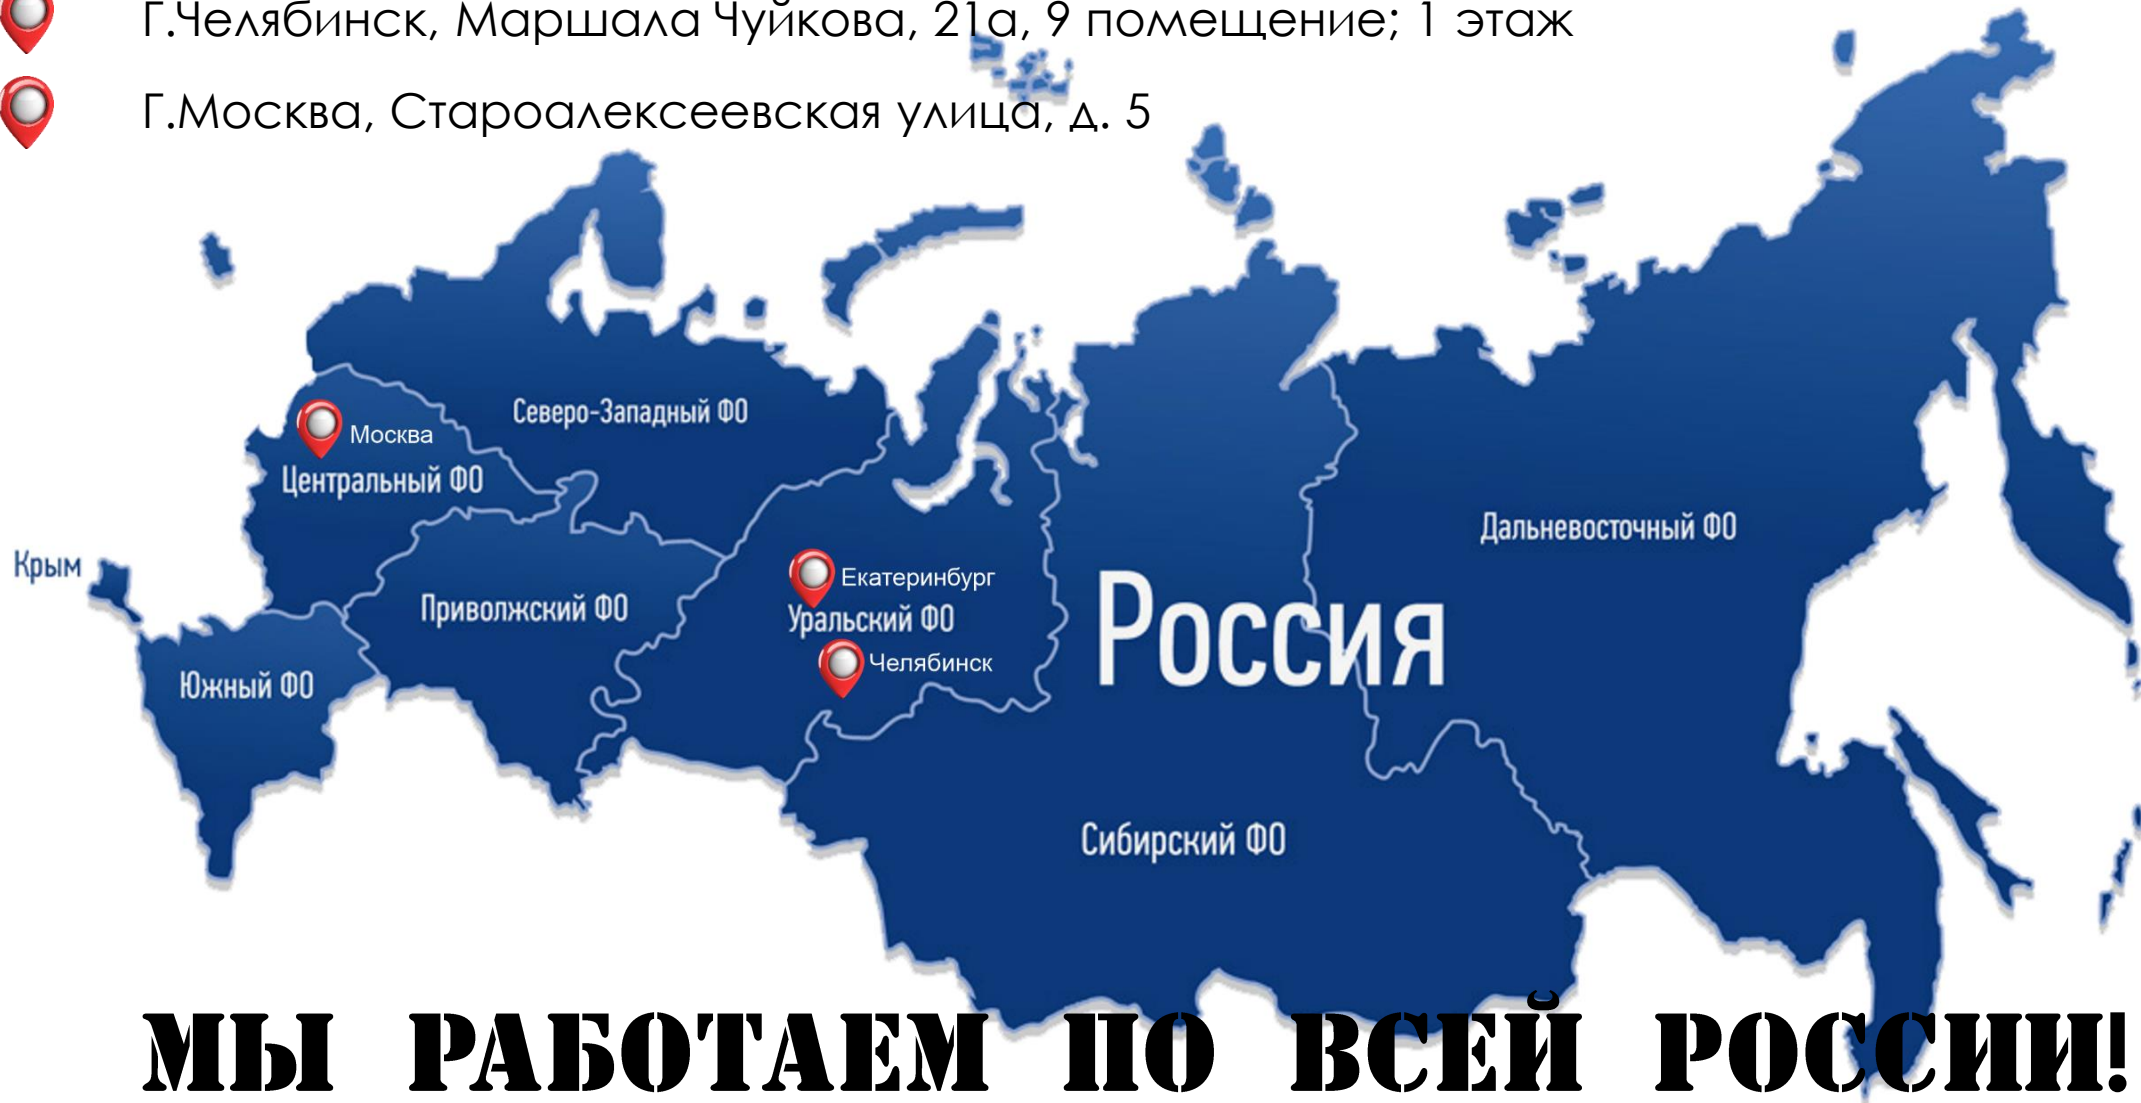 Г.Челябинск, Маршала Чуйкова, 21а, 9 помещение; 1 этаж
Г.Москва, Староалексеевская улица, д. 5
Северо-Западный ФО
Москва
Центральный ФО
Дальневосточный ФО
Крым
Екатеринбург
Приволжский ФО
Уральский ФО
Россия
Челябинск
Южный ФО
Сибирский ФО
МЫ РАБОТАЕМ ПО ВСЕЙ РОССИИ!